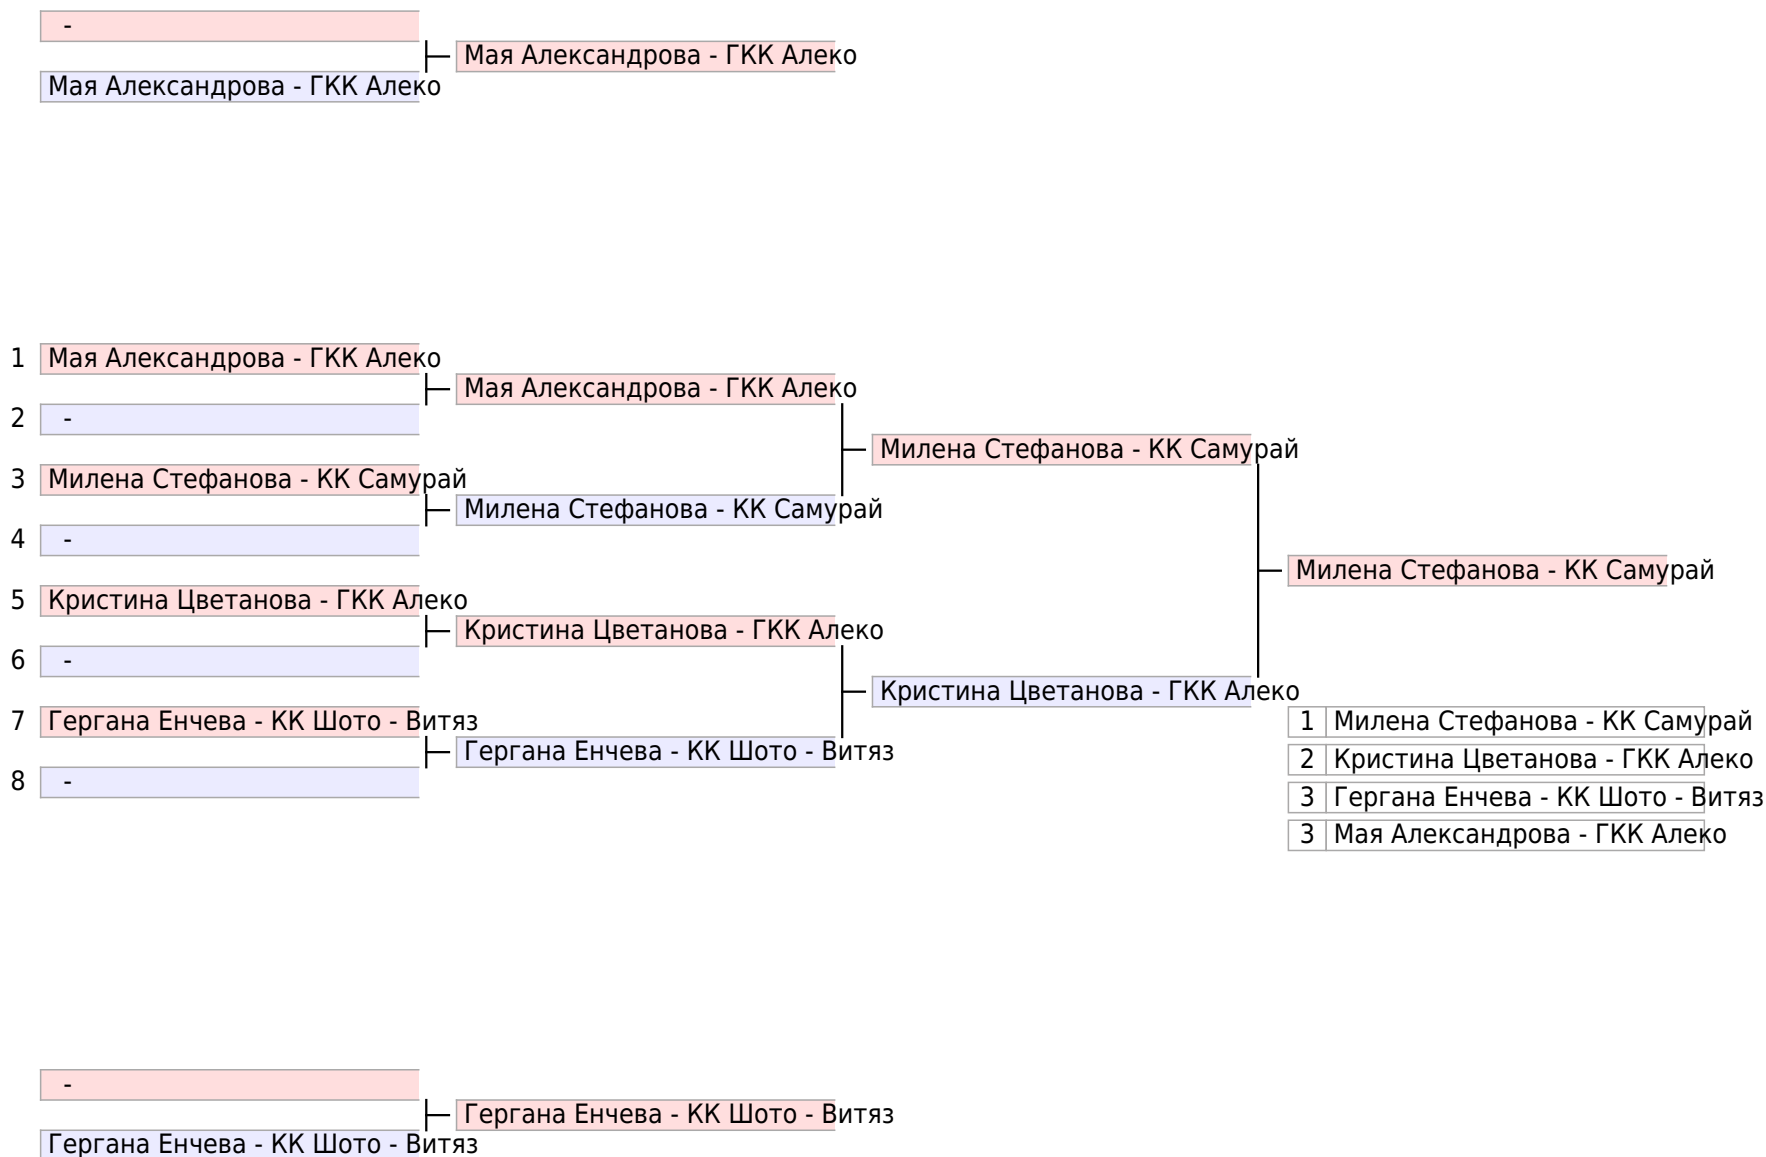 -
Мая Александрова - ГКК Алеко
Мая Александрова - ГКК Алеко
1 Мая Александрова - ГКК Алеко
Мая Александрова - ГКК Алеко
2 -
Милена Стефанова - КК Самурай
3 Милена Стефанова - КК Самурай
Милена Стефанова - КК Самурай
4 -
Милена Стефанова - КК Самурай
5 Кристина Цветанова - ГКК Алеко
Кристина Цветанова - ГКК Алеко
6 -
Кристина Цветанова - ГКК Алеко
7 Гергана Енчева - КК Шото - Витяз
Гергана Енчева - КК Шото - Витяз
8 -
1 Милена Стефанова - КК Самурай
2 Кристина Цветанова - ГКК Алеко
3 Гергана Енчева - КК Шото - Витяз
3 Мая Александрова - ГКК Алеко
-
Гергана Енчева - КК Шото - Витяз
Гергана Енчева - КК Шото - Витяз